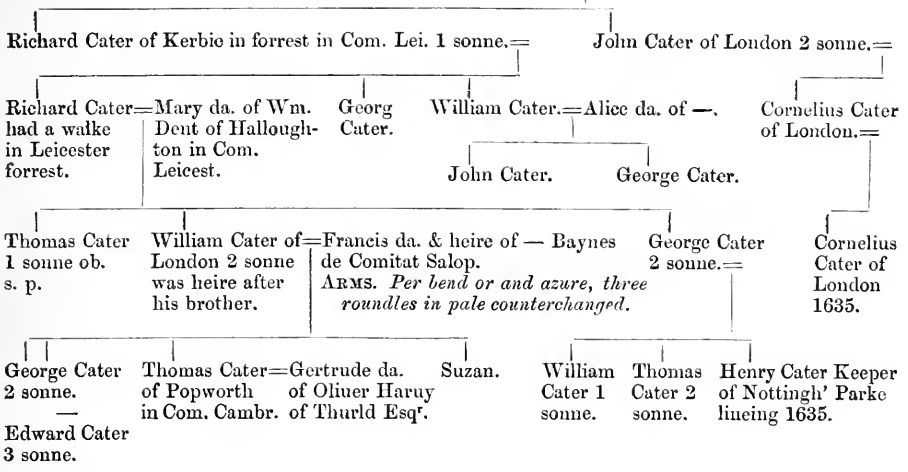 Richard Cater of Kerbie in forrest in Com. Lei. 1 sonne.=
John Cater of London 2 sonne.=
Richard Cater=Mary da. of Wm.
had a walke Dent of Hallough-
in Leicester ton in Com.
forrest. Leicest.
Georg
Cater.
William Cater.=Alice da. of —.
Cornelius Cater
of London.=
John Cater.
George Cater.
Thomas Cater
1 sonne ob.
s. p.
William Cater of=Francis da. & heire of — Baynes
London 2 sonne de Comitat Salop.
was heire after ARMS. Per bend or and azure, three
his brother. roundles in pale counterchanged.
George Cater
2 sonne.=
Cornelius
Cater of
London
1635.
George Cater
2 sonne.
—
Edward Cater
3 sonne.
Thomas Cater=Gertrude da.
of Popworth of Oliuer Haruy
in Com. Cambr. of Thurld Esqr.
Suzan.
William
Cater 1
sonne.
Thomas
Cater 2
sonne.
Henry Cater Keeper
of Nottingh' Parke
liueing 1635.